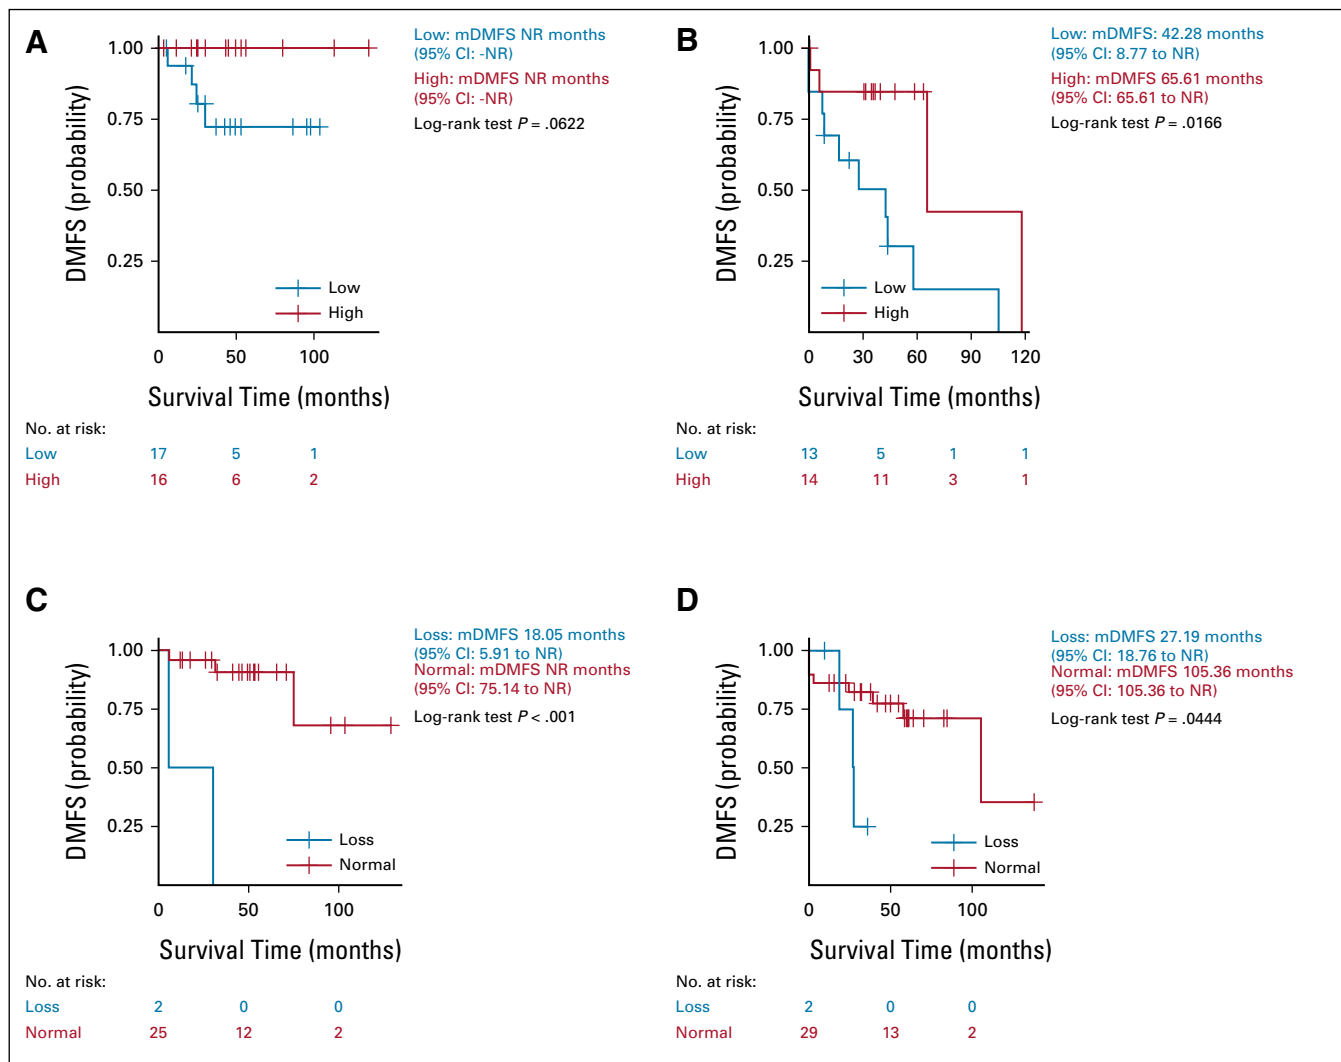 A
Low: mDMFS NR months
(95% CI: -NR)
High: mDMFS NR months
(95% CI: -NR)
Log-rank test P = .0622
DMFS (probability)
1.00
0.75
0.50
0.25
Low
High
0 50 100
Survival Time (months)
No. at risk:
Low 17 5 1
High 16 6 2
B
Low: mDMFS: 42.28 months
(95% CI: 8.77 to NR)
High: mDMFS 65.61 months
(95% CI: 65.61 to NR)
Log-rank test P = .0166
DMFS (probability)
1.00
0.75
0.50
0.25
Low
High
0 30 60 90 120
Survival Time (months)
No. at risk:
Low 13 5 1 1
High 14 11 3 1
C
Loss: mDMFS 18.05 months
(95% CI: 5.91 to NR)
Normal: mDMFS NR months
(95% CI: 75.14 to NR)
Log-rank test P < .001
DMFS (probability)
1.00
0.75
0.50
0.25
Loss
Normal
0 50 100
Survival Time (months)
No. at risk:
Loss 2 0 0
Normal 25 12 2
D
Loss: mDMFS 27.19 months
(95% CI: 18.76 to NR)
Normal: mDMFS 105.36 months
(95% CI: 105.36 to NR)
Log-rank test P = .0444
DMFS (probability)
1.00
0.75
0.50
0.25
Loss
Normal
0 50 100
Survival Time (months)
No. at risk:
Loss 2 0 0
Normal 29 13 2